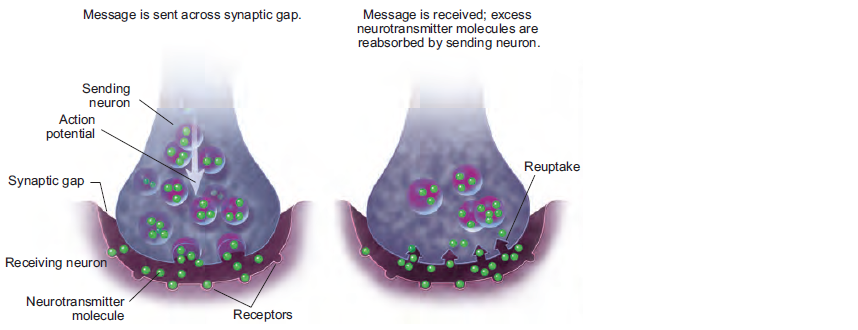 Message is sent across synaptic gap.
Message is received; excess
neurotransmitter molecules are
reabsorbed by sending neuron.
Sending
neuron
Action
potential
Synaptic gap
Receiving neuron
Neurotransmitter
molecule
Receptors
Reuptake